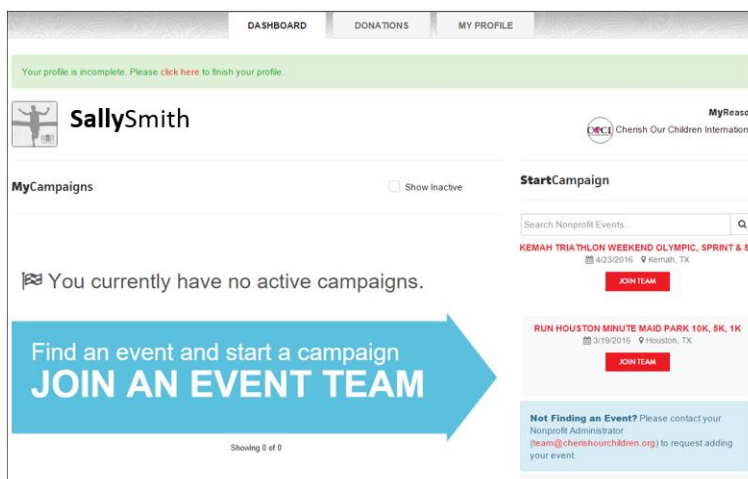 DASHBOARD
DONATIONS
MY PROFILE
Your profile is incomplete. Please click here to finish your profile.
SallySmith
MyReaso
COCI
Cherish Our Children Internation
MyCampaigns
Show Inactive
StartCampaign
Search Nonprofit Events...
KEMAH TRIATHLON WEEKEND OLYMPIC, SPRINT & 5
4/23/2016 Kemah, TX
JOIN TEAM
You currently have no active campaigns.
Find an event and start a campaign
JOIN AN EVENT TEAM
RUN HOUSTON MINUTE MAID PARK 10K, 5K, 1K
3/19/2016 Houston, TX
JOIN TEAM
Not Finding an Event? Please contact your
Nonprofit Administrator
(team@cherishourchildren.org) to request adding
your event.
Showing 0 of 0